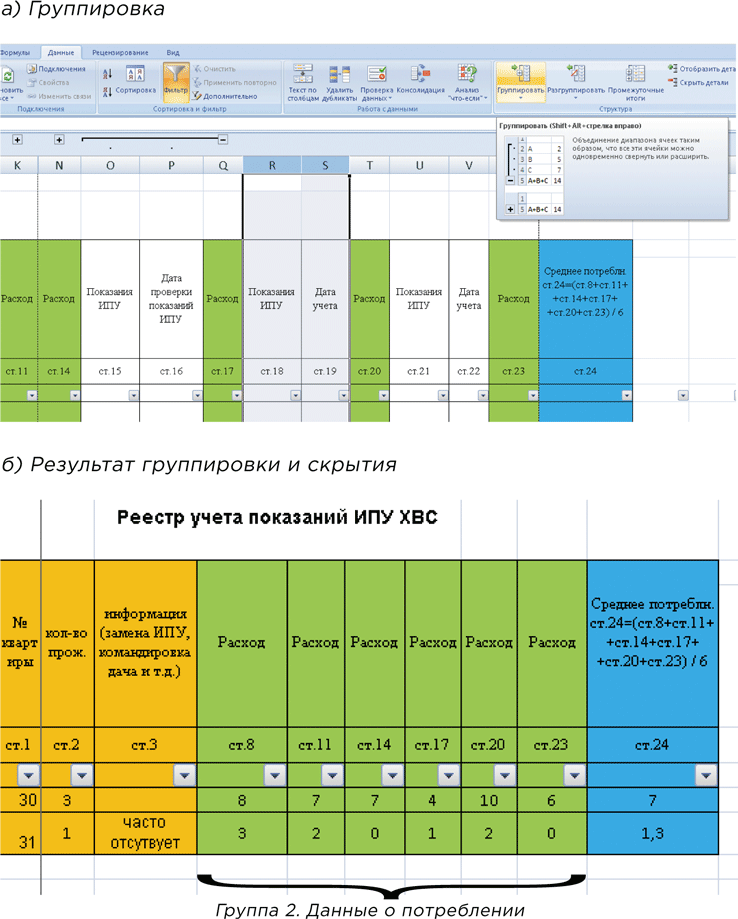 а) Группировка
Формулы Данные Рецензирование Вид
Подключения
Свойства
Изменить связи
Подключения
Сортировка
Фильтр
Очистить
Применить повторно
Дополнительно
Сортировка и фильтр
Текст по столбцам
Удалить дубликаты
Проверка данных
Консолидация
Анализ "что-если"
Работа с данными
Группировать
Разгруппировать
Промежуточные итоги
Отобразить дета
Скрыть детали
Структура
Группировать (Shift+Alt+стрелка вправо)
Объединение диапазона ячеек таким
образом, что все эти ячейки можно
одновременно свернуть или расширить.
1
2 A 2
3 B 5
4 C 7
5 A+B+C 14
1
5 A+B+C 14
K N O P Q R S T U V
Расход Расход Показания ИПУ Дата проверки показаний ИПУ Расход Показания ИПУ Дата учета Расход Показания ИПУ Дата учета Расход Среднее потребл. ст.24=(ст.8+ст.11+ +ст.14+ст.17+ +ст.20+ст.23) / 6
ст.11 ст.14 ст.15 ст.16 ст.17 ст.18 ст.19 ст.20 ст.21 ст.22 ст.23 ст.24
б) Результат группировки и скрытия
Реестр учета показаний ИПУ ХВС
№ кварт иры кол-во прож. информация (замена ИПУ, командировка дача и т.д.) Расход Расход Расход Расход Расход Расход Среднее потреблн. ст.24=(ст.8+ст.11+ +ст.14+ст.17+ +ст.20+ст.23) / 6
ст.1 ст.2 ст.3 ст.8 ст.11 ст.14 ст.17 ст.20 ст.23 ст.24
30 3 8 7 7 4 10 6 7
31 1 часто отсутвует 3 2 0 1 2 0 1,3
Группа 2. Данные о потреблении